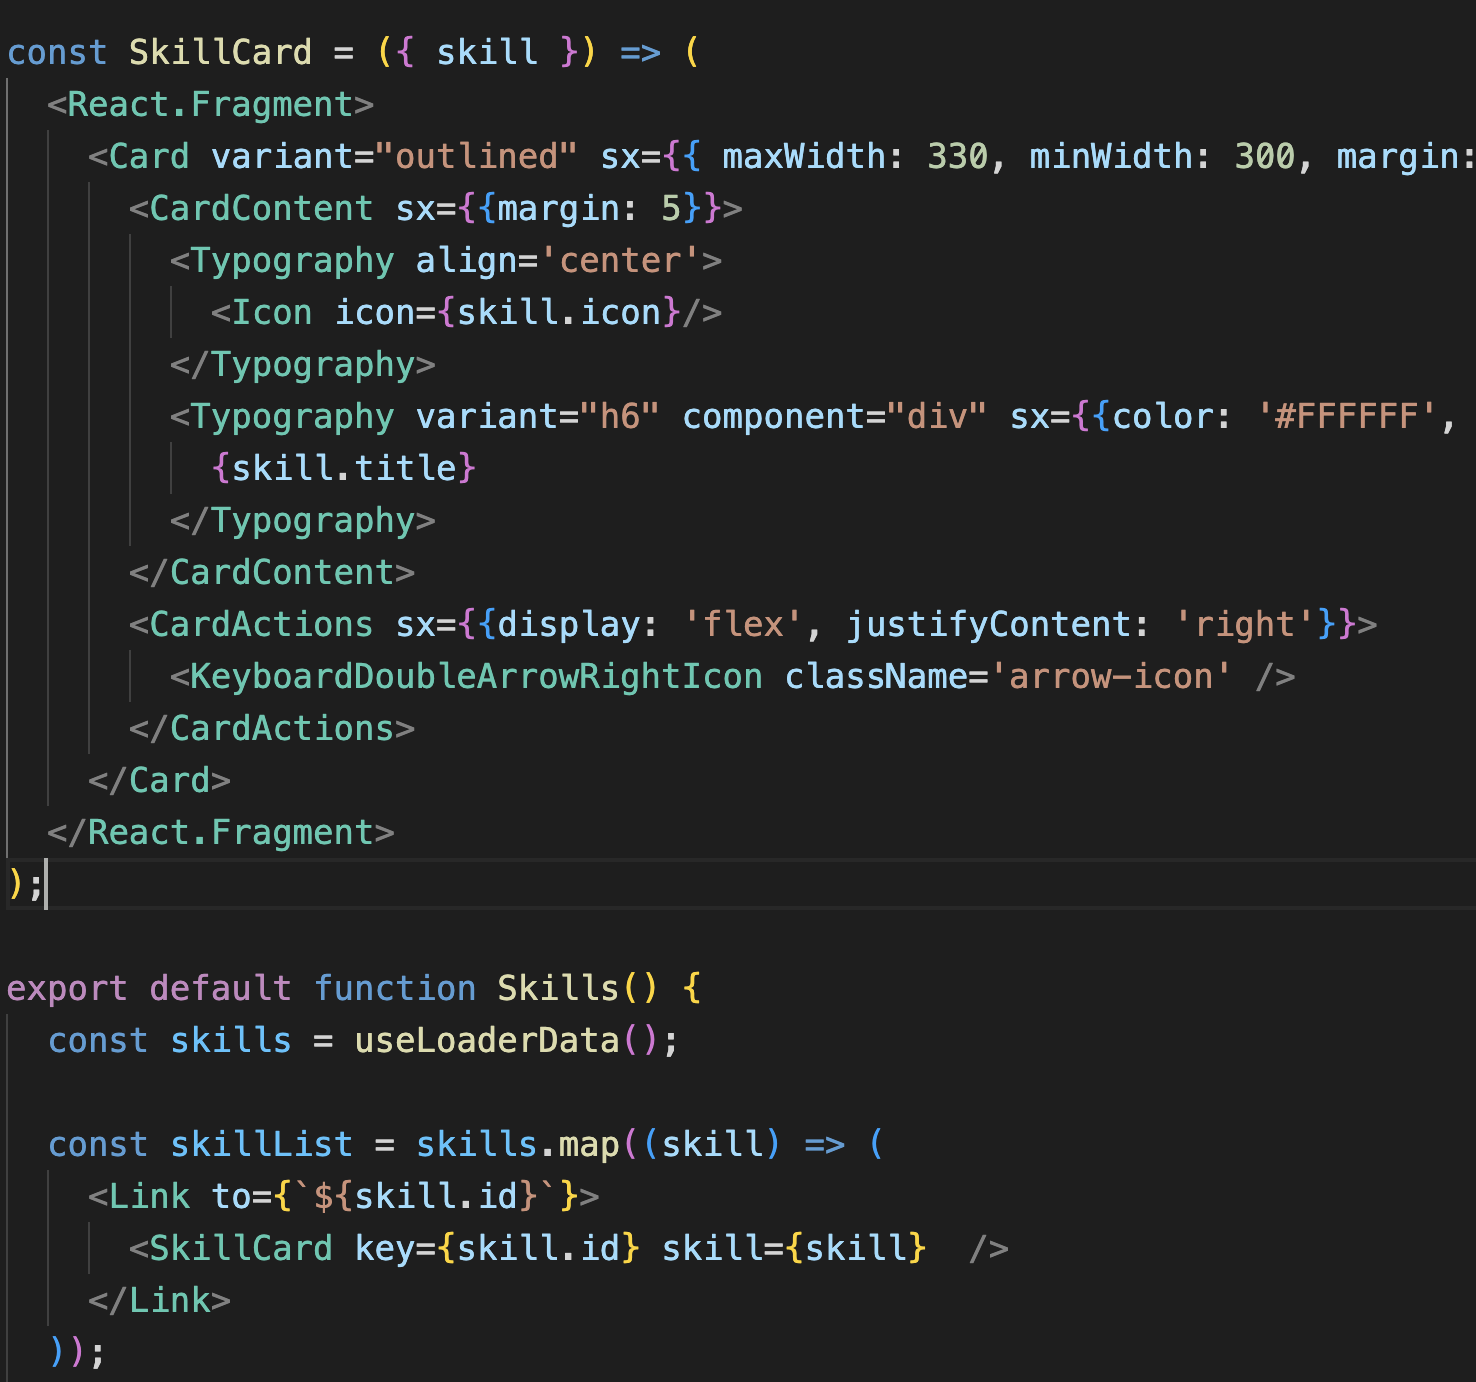 const SkillCard = ({ skill }) => (
  <React.Fragment>
    <Card variant="outlined" sx={{ maxWidth: 330, minWidth: 300, margin:
      <CardContent sx={{margin: 5}}>
        <Typography align='center'>
          <Icon icon={skill.icon}/>
        </Typography>
        <Typography variant="h6" component="div" sx={{color: '#FFFFFF',
          {skill.title}
        </Typography>
      </CardContent>
      <CardActions sx={{display: 'flex', justifyContent: 'right'}}>
        <KeyboardDoubleArrowRightIcon className='arrow-icon' />
      </CardActions>
    </Card>
  </React.Fragment>
);
export default function Skills() {
  const skills = useLoaderData();
  const skillList = skills.map((skill) => (
    <Link to={`${skill.id}`}>
      <SkillCard key={skill.id} skill={skill}  />
    </Link>
  ));